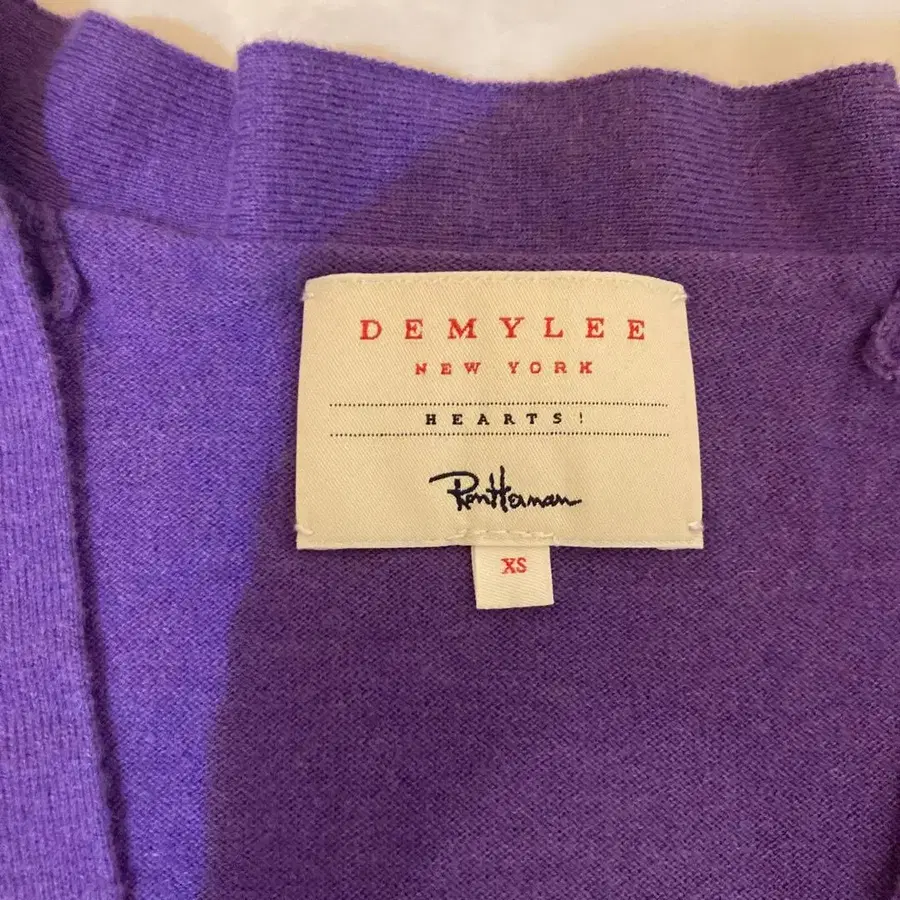 DEMYLEE
NEW YORK
HEARTS!
Ron Herman
XS